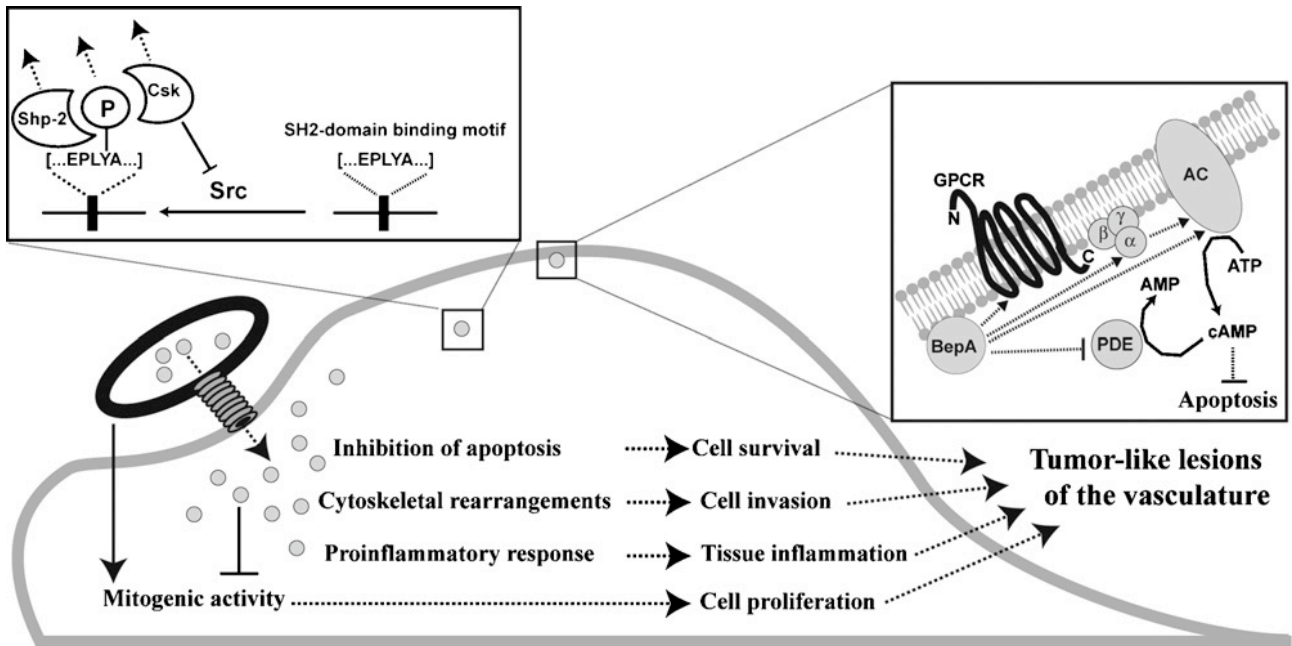 Shp-2
P
Csk
[...EPLYA...]
Src
SH2-domain binding motif
[...EPLYA...]
GPCR
N
C
β
γ
α
AC
ATP
AMP
cAMP
BepA
PDE
Apoptosis
Inhibition of apoptosis
Cell survival
Cytoskeletal rearrangements
Cell invasion
Proinflammatory response
Tissue inflammation
Mitogenic activity
Cell proliferation
Tumor-like lesions
of the vasculature